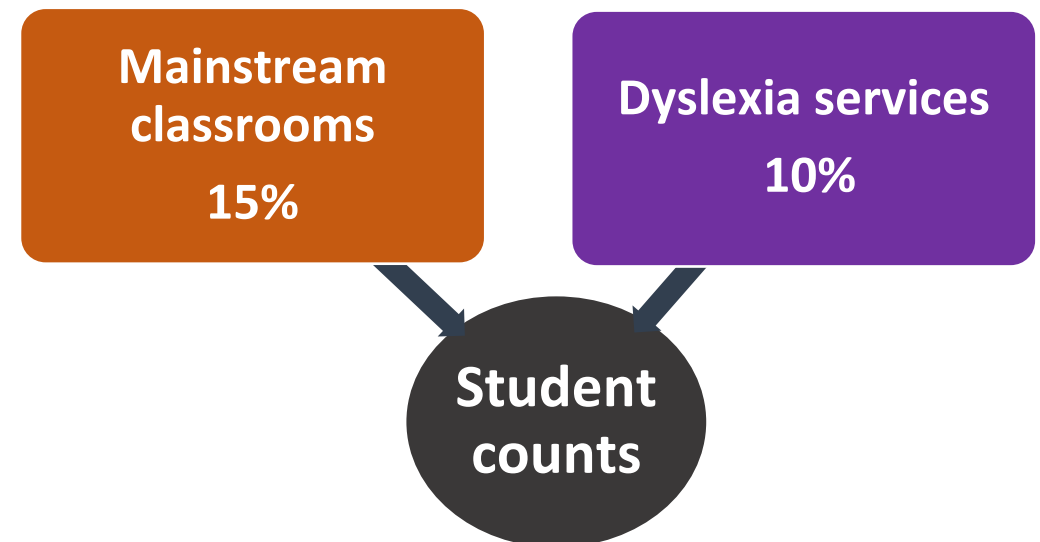 Mainstream
classrooms
15%
Dyslexia services
10%
Student
counts